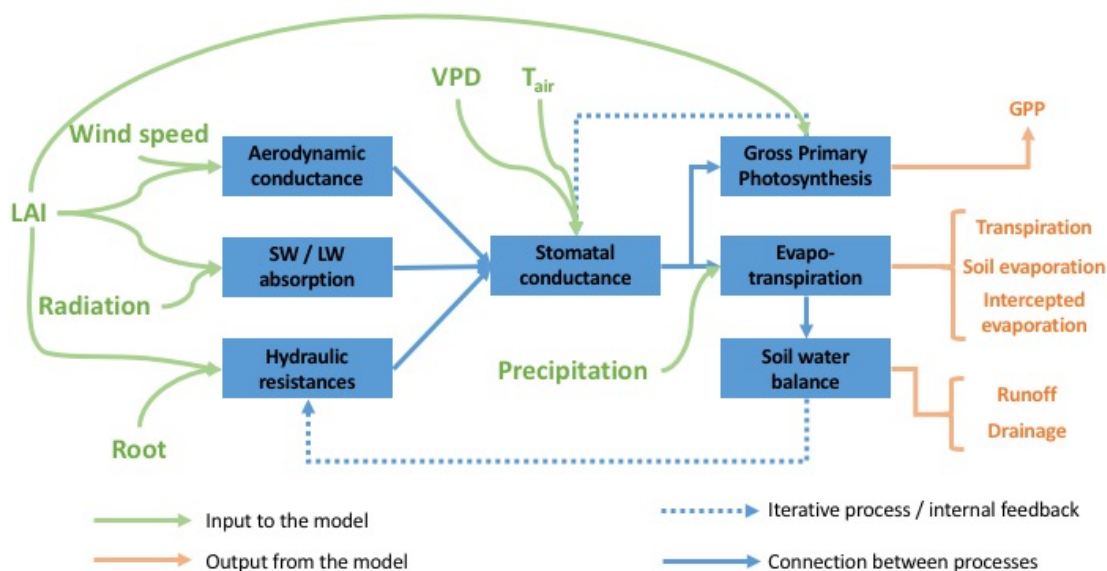 VPD
T_air
GPP
Wind speed
Aerodynamic
conductance
Gross Primary
Photosynthesis
LAI
SW / LW
absorption
Stomatal
conductance
Evapo-
transpiration
Transpiration
Soil evaporation
Intercepted
evaporation
Radiation
Hydraulic
resistances
Precipitation
Soil water
balance
Runoff
Drainage
Root
Input to the model
Iterative process / internal feedback
Output from the model
Connection between processes